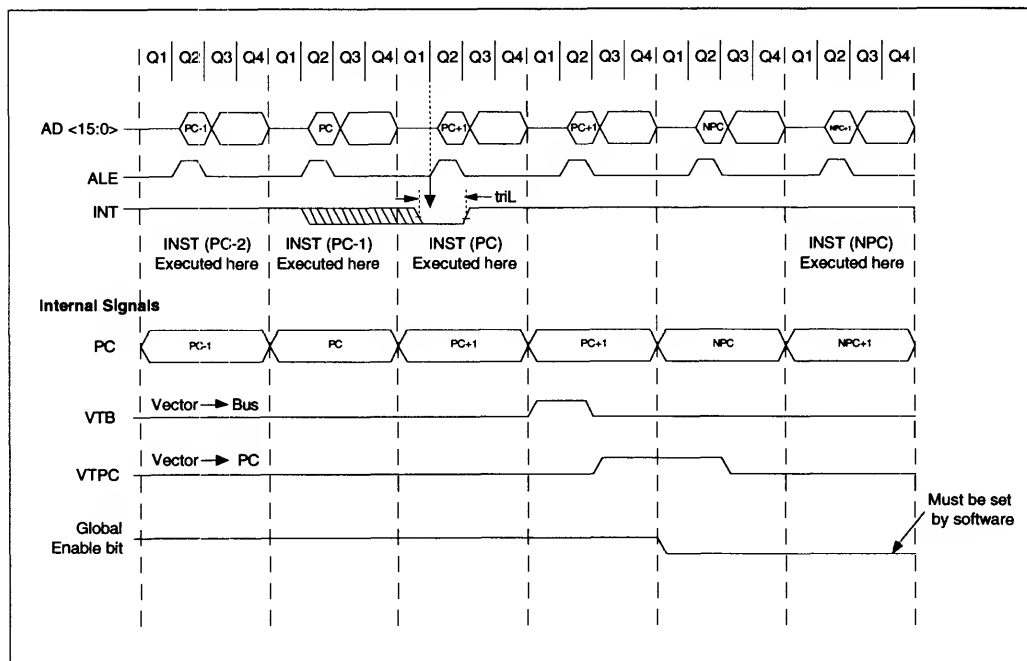 Q1 Q2 Q3 Q4 Q1 Q2 Q3 Q4 Q1 Q2 Q3 Q4 Q1 Q2 Q3 Q4 Q1 Q2 Q3 Q4 Q1 Q2 Q3 Q4
AD <15:0> PC-1 PC PC+1 PC+1 NPC NPC+1
ALE
triL
INT
INST (PC-2) INST (PC-1) INST (PC) INST (NPC)
Executed here Executed here Executed here Executed here
Internal Signals
PC PC-1 PC PC+1 PC+1 NPC NPC+1
Vector Bus
VTB
Vector PC
VTPC
Must be set
by software
Global
Enable bit